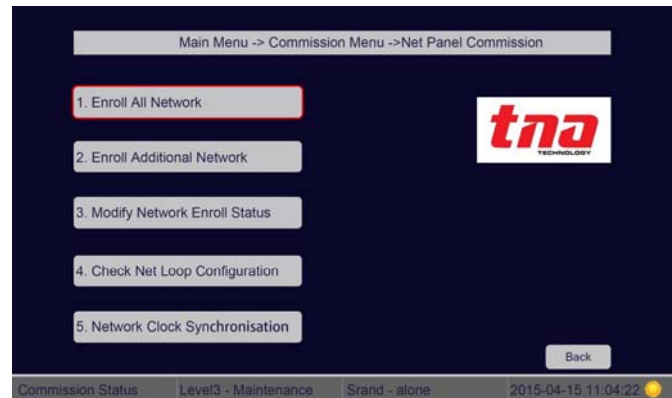 Main Menu -> Commission Menu ->Net Panel Commission
1. Enroll All Network
tna
TECHNOLOGY
2. Enroll Additional Network
3. Modify Network Enroll Status
4. Check Net Loop Configuration
5. Network Clock Synchronisation
Back
Commission Status Level3 - Maintenance Srand - alone 2015-04-15 11:04:22